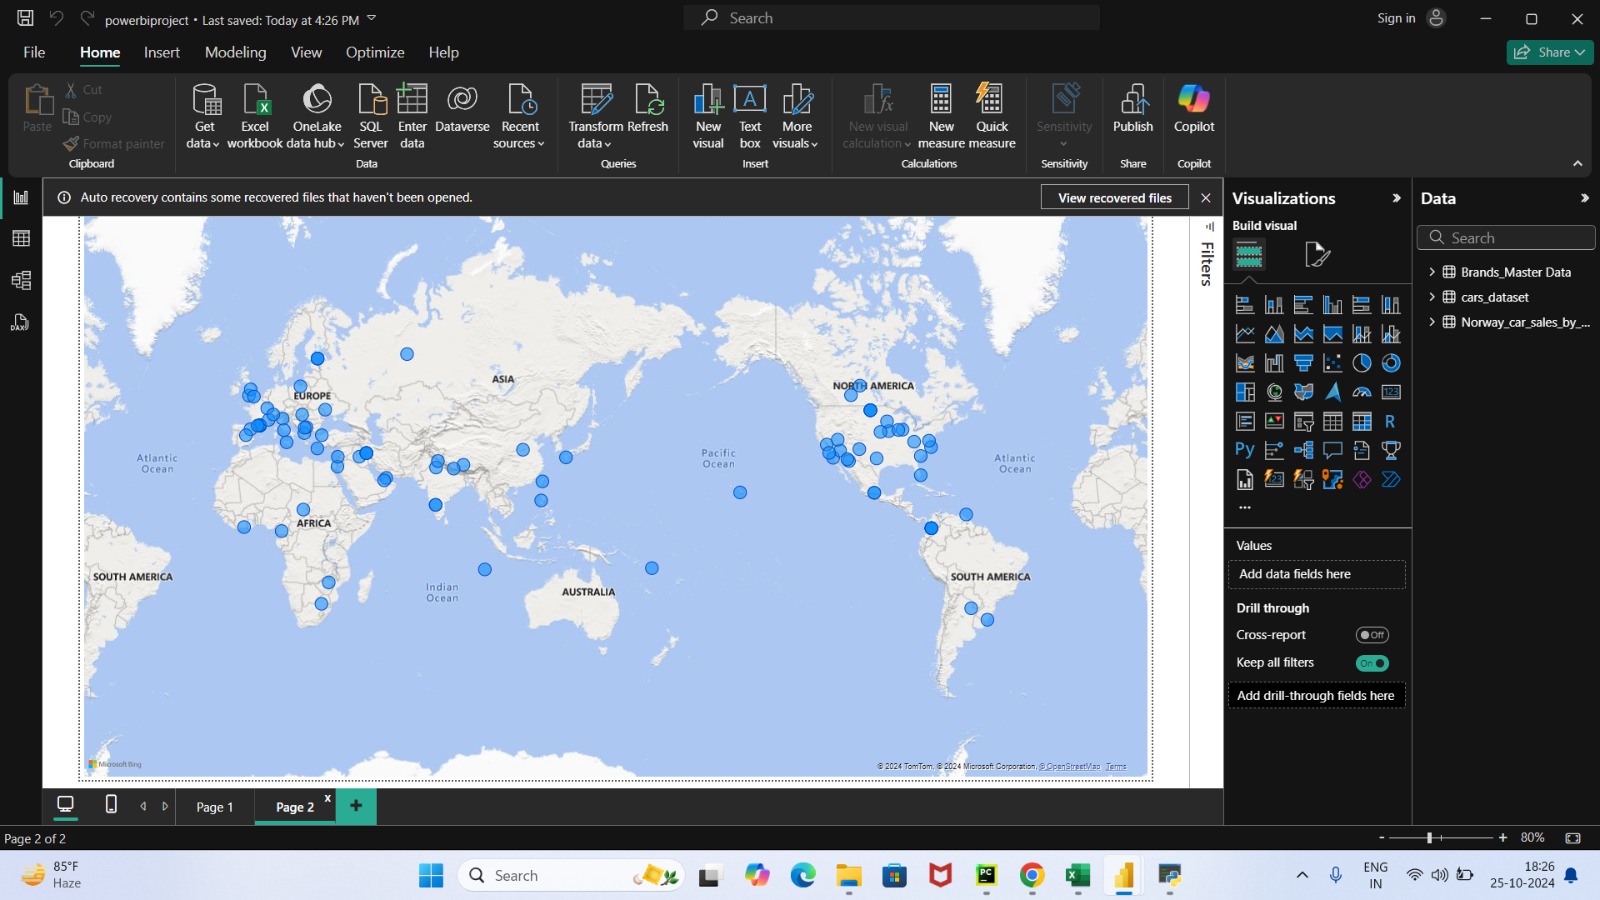 powerbiproject • Last saved: Today at 4:26 PM
Search
Sign in
File
Home
Insert
Modeling
View
Optimize
Help
Share
Paste
Cut
Copy
Format painter
Clipboard
Get data
Excel workbook
OneLake data hub
SQL Server
Enter data
Dataverse
Recent sources
Data
Transform data
Refresh
Queries
New visual
Text box
More visuals
Insert
New visual calculation
New measure
Quick measure
Calculations
Sensitivity
Sensitivity
Publish
Share
Copilot
Copilot
Auto recovery contains some recovered files that haven't been opened.
View recovered files
Filters
ASIA
EUROPE
NORTH AMERICA
Atlantic
Ocean
Pacific
Ocean
Atlantic
Ocean
AFRICA
SOUTH AMERICA
Indian
Ocean
AUSTRALIA
SOUTH AMERICA
Microsoft Bing
© 2024 TomTom, © 2024 Microsoft Corporation, © OpenStreetMap Terms
Visualizations
Build visual
123
R
Py
123
...
Values
Add data fields here
Drill through
Cross-report
Off
Keep all filters
On
Add drill-through fields here
Data
Search
Brands_Master Data
cars_dataset
Norway_car_sales_by_...
DAX
Page 1
Page 2
x
+
Page 2 of 2
- + 80%
85°F
Haze
Search
PC
ENG
IN
18:26
25-10-2024